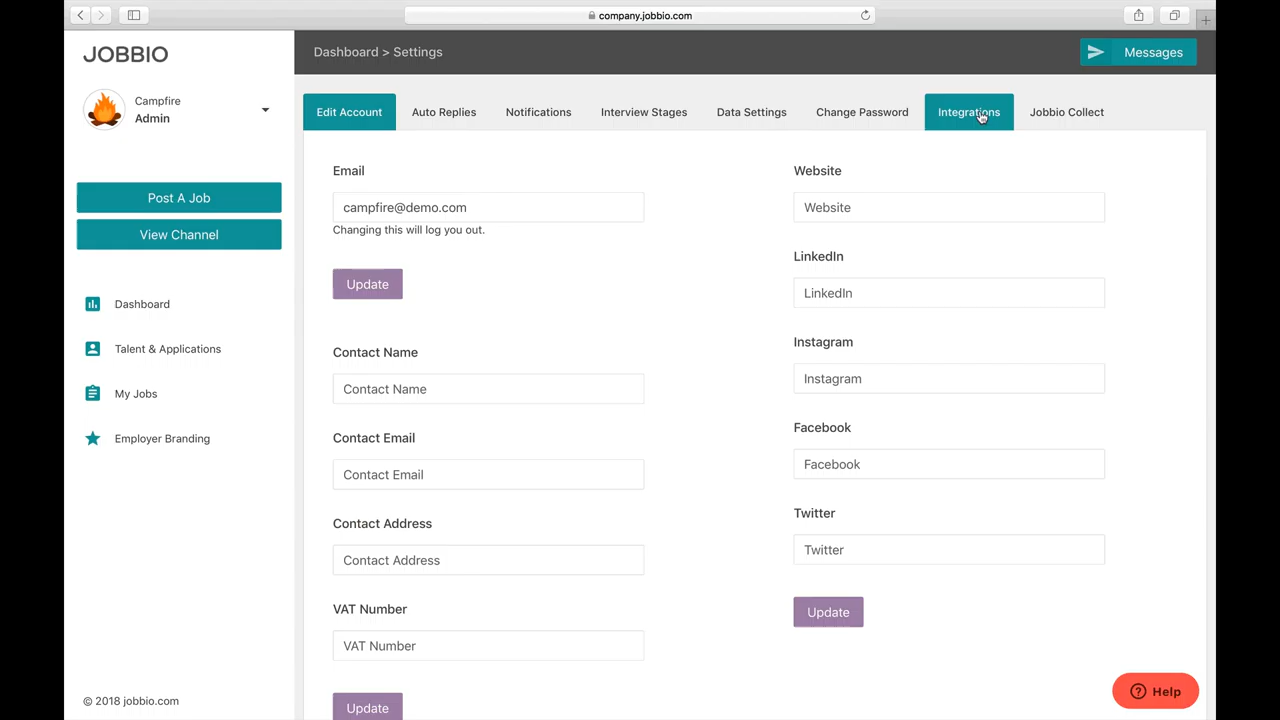 company.jobbio.com
JOBBIO
Dashboard > Settings
Messages
Campfire
Admin
Edit Account
Auto Replies
Notifications
Interview Stages
Data Settings
Change Password
Integrations
Jobbio Collect
Post A Job
View Channel
Dashboard
Talent & Applications
My Jobs
Employer Branding
© 2018 jobbio.com
Email
campfire@demo.com
Changing this will log you out.
Update
Contact Name
Contact Name
Contact Email
Contact Email
Contact Address
Contact Address
VAT Number
VAT Number
Update
Website
Website
LinkedIn
LinkedIn
Instagram
Instagram
Facebook
Facebook
Twitter
Twitter
Update
Help